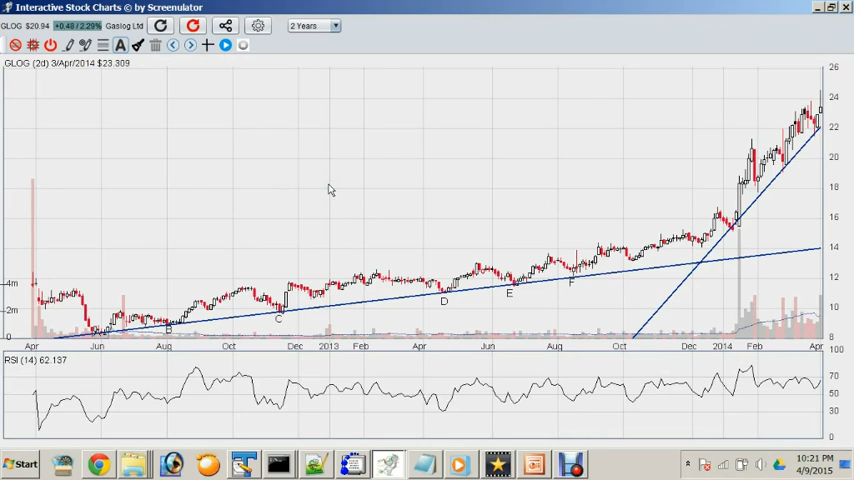 Interactive Stock Charts © by Screenulator
GLOG $20.94 +0.48 / 2.29% Gaslog Ltd
2 Years
A
GLOG (2d) 3/Apr/2014 $23.309
26
24
22
20
18
16
14
12
10
8
4m
2m
0
B
C
D
E
F
Apr Jun Aug Oct Dec 2013 Feb Apr Jun Aug Oct Dec 2014 Feb Apr
RSI (14) 62.137
100
70
50
30
0
Start
10:21 PM
4/9/2015